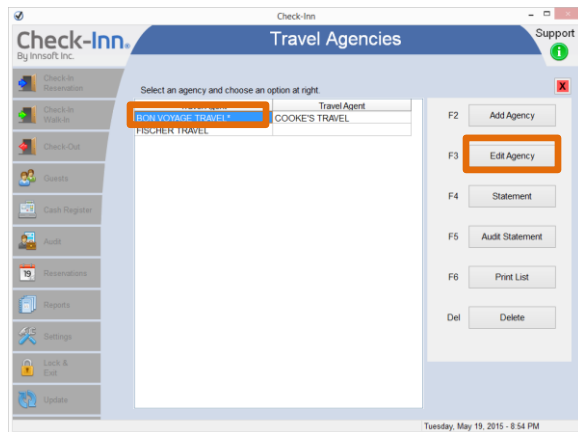 Check-Inn
Check-Inn®
By Innsoft Inc.
Travel Agencies
Support
Check-In
Reservation
Check-In
Walk-In
Check-Out
Guests
Cash Register
Audit
19
Reservations
Reports
Settings
Lock &
Exit
Update
Select an agency and choose an option at right.
X
Travel Agent
BON VOYAGE TRAVEL* COOKE'S TRAVEL
FISCHER TRAVEL
F2 Add Agency
F3 Edit Agency
F4 Statement
F5 Audit Statement
F6 Print List
Del Delete
Tuesday, May 19, 2015 - 8:54 PM